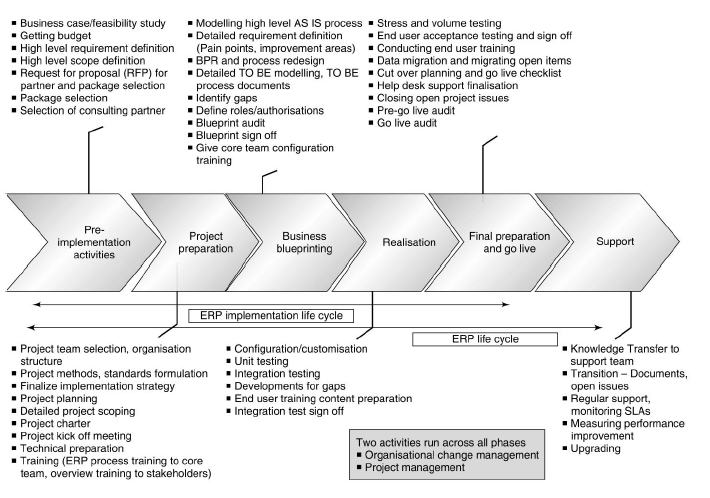 ▪ Business case/feasibility study
▪ Getting budget
▪ High level requirement definition
▪ High level scope definition
▪ Request for proposal (RFP) for
partner and package selection
▪ Package selection
▪ Selection of consulting partner
▪ Modelling high level AS IS process
▪ Detailed requirement definition
(Pain points, improvement areas)
▪ BPR and process redesign
▪ Detailed TO BE modelling, TO BE
process documents
▪ Identify gaps
▪ Define roles/authorisations
▪ Blueprint audit
▪ Blueprint sign off
▪ Give core team configuration
training
▪ Stress and volume testing
▪ End user acceptance testing and sign off
▪ Conducting end user training
▪ Data migration and migrating open items
▪ Cut over planning and go live checklist
▪ Help desk support finalisation
▪ Closing open project issues
▪ Pre-go live audit
▪ Go live audit
Pre-
implementation
activities
Project
preparation
Business
blueprinting
Realisation
Final preparation
and go live
Support
ERP implementation life cycle
ERP life cycle
▪ Project team selection, organisation
structure
▪ Project methods, standards formulation
▪ Finalize implementation strategy
▪ Project planning
▪ Detailed project scoping
▪ Project charter
▪ Project kick off meeting
▪ Technical preparation
▪ Training (ERP process training to core
team, overview training to stakeholders)
▪ Configuration/customisation
▪ Unit testing
▪ Integration testing
▪ Developments for gaps
▪ End user training content preparation
▪ Integration test sign off
▪ Knowledge Transfer to
support team
▪ Transition – Documents,
open issues
▪ Regular support,
monitoring SLAs
▪ Measuring performance
improvement
▪ Upgrading
Two activities run across all phases
▪ Organisational change management
▪ Project management